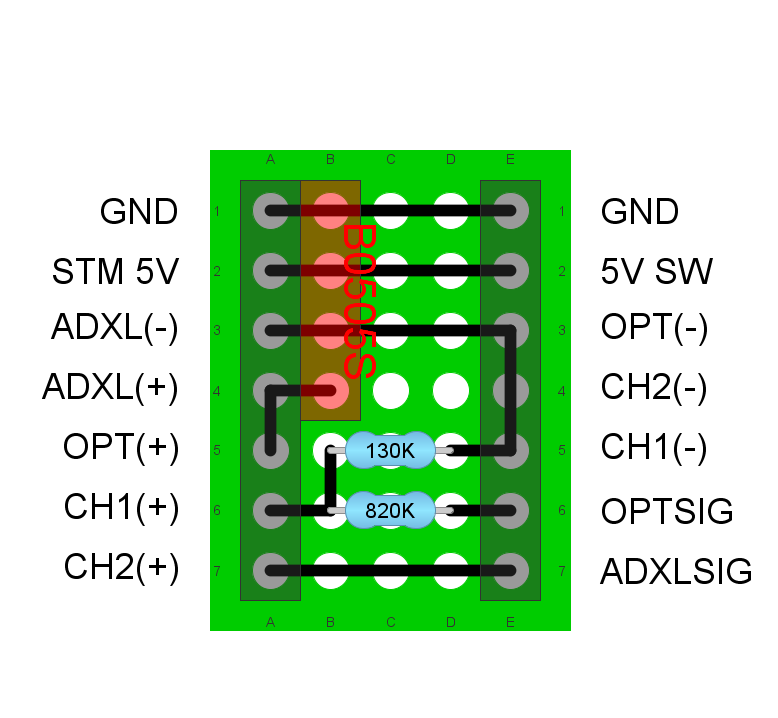 A B C D E
GND 1 1 GND
STM 5V 2 2 5V SW
ADXL(-) 3 3 OPT(-)
ADXL(+) 4 4 CH2(-)
OPT(+) 5 130K 5 CH1(-)
CH1(+) 6 820K 6 OPTSIG
CH2(+) 7 7 ADXLSIG
B0505S
A B C D E